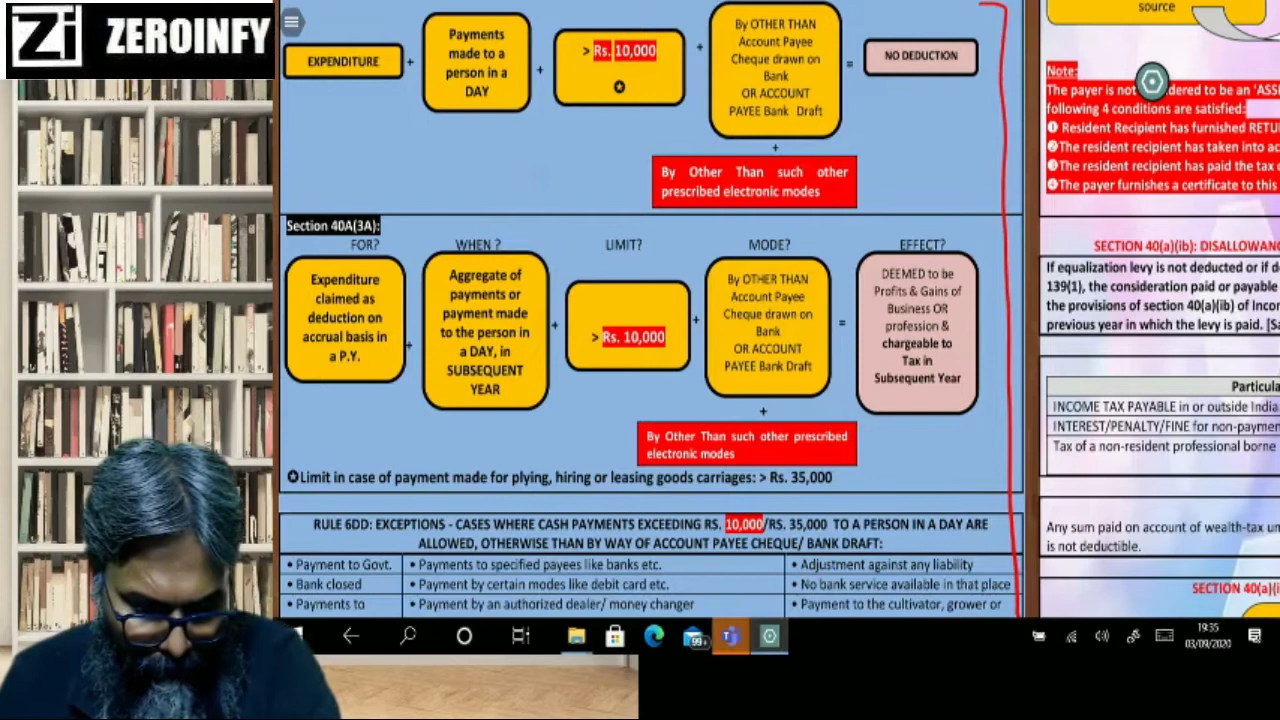 Zi ZEROINFY
EXPENDITURE
+
Payments
made to a
person in a
DAY
+
> Rs. 10,000
✪
+
By OTHER THAN
Account Payee
Cheque drawn on
Bank
OR ACCOUNT
PAYEE Bank Draft
=
NO DEDUCTION
+
By Other Than such other
prescribed electronic modes
Section 40A(3A):
FOR? WHEN ? LIMIT? MODE? EFFECT?
Expenditure
claimed as
deduction on
accrual basis in
a P.Y.
+
Aggregate of
payments or
payment made
to the person in
a DAY, in
SUBSEQUENT
YEAR
+
> Rs. 10,000
+
By OTHER THAN
Account Payee
Cheque drawn on
Bank
OR ACCOUNT
PAYEE Bank Draft
=
DEEMED to be
Profits & Gains of
Business OR
profession &
chargeable to
Tax in
Subsequent Year
+
By Other Than such other prescribed
electronic modes
✪Limit in case of payment made for plying, hiring or leasing goods carriages: > Rs. 35,000
RULE 6DD: EXCEPTIONS - CASES WHERE CASH PAYMENTS EXCEEDING RS. 10,000/RS. 35,000 TO A PERSON IN A DAY ARE
ALLOWED, OTHERWISE THAN BY WAY OF ACCOUNT PAYEE CHEQUE/ BANK DRAFT:
• Payment to Govt. • Payments to specified payees like banks etc. • Adjustment against any liability
• Bank closed • Payment by certain modes like debit card etc. • No bank service available in that place
• Payments to • Payment by an authorized dealer/ money changer • Payment to the cultivator, grower or
source
Note:
The payer is not dered to be an 'ASS
following 4 conditions are satisfied:
❶ Resident Recipient has furnished RETU
❷The resident recipient has taken into ac
❸The resident recipient has paid the tax o
❹The payer furnishes a certificate to this
SECTION 40(a)(ib): DISALLOWANC
If equalization levy is not deducted or if d
139(1), the consideration paid or payable
the provisions of section 40(a)(ib) of Incom
previous year in which the levy is paid. [Sa
Particula
INCOME TAX PAYABLE in or outside India
INTEREST/PENALTY/FINE for non-paymen
Tax of a non-resident professional borne
Any sum paid on account of wealth-tax un
is not deductible.
SECTION 40(a)(i
99+
19:35
03/09/2020